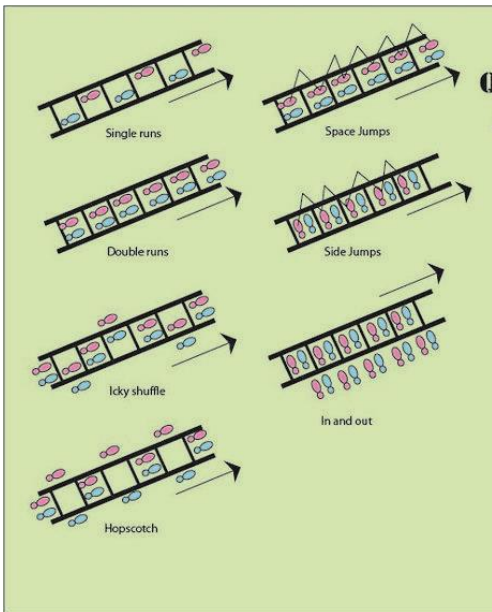 Single runs
Space Jumps
Double runs
Side Jumps
Icky shuffle
In and out
Hopscotch